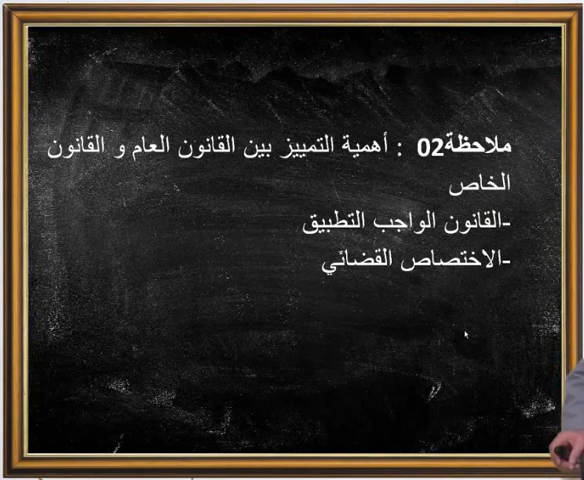 ملاحظة02 : أهمية التمييز بين القانون العام و القانون
الخاص
-القانون الواجب التطبيق
-الاختصاص القضائي